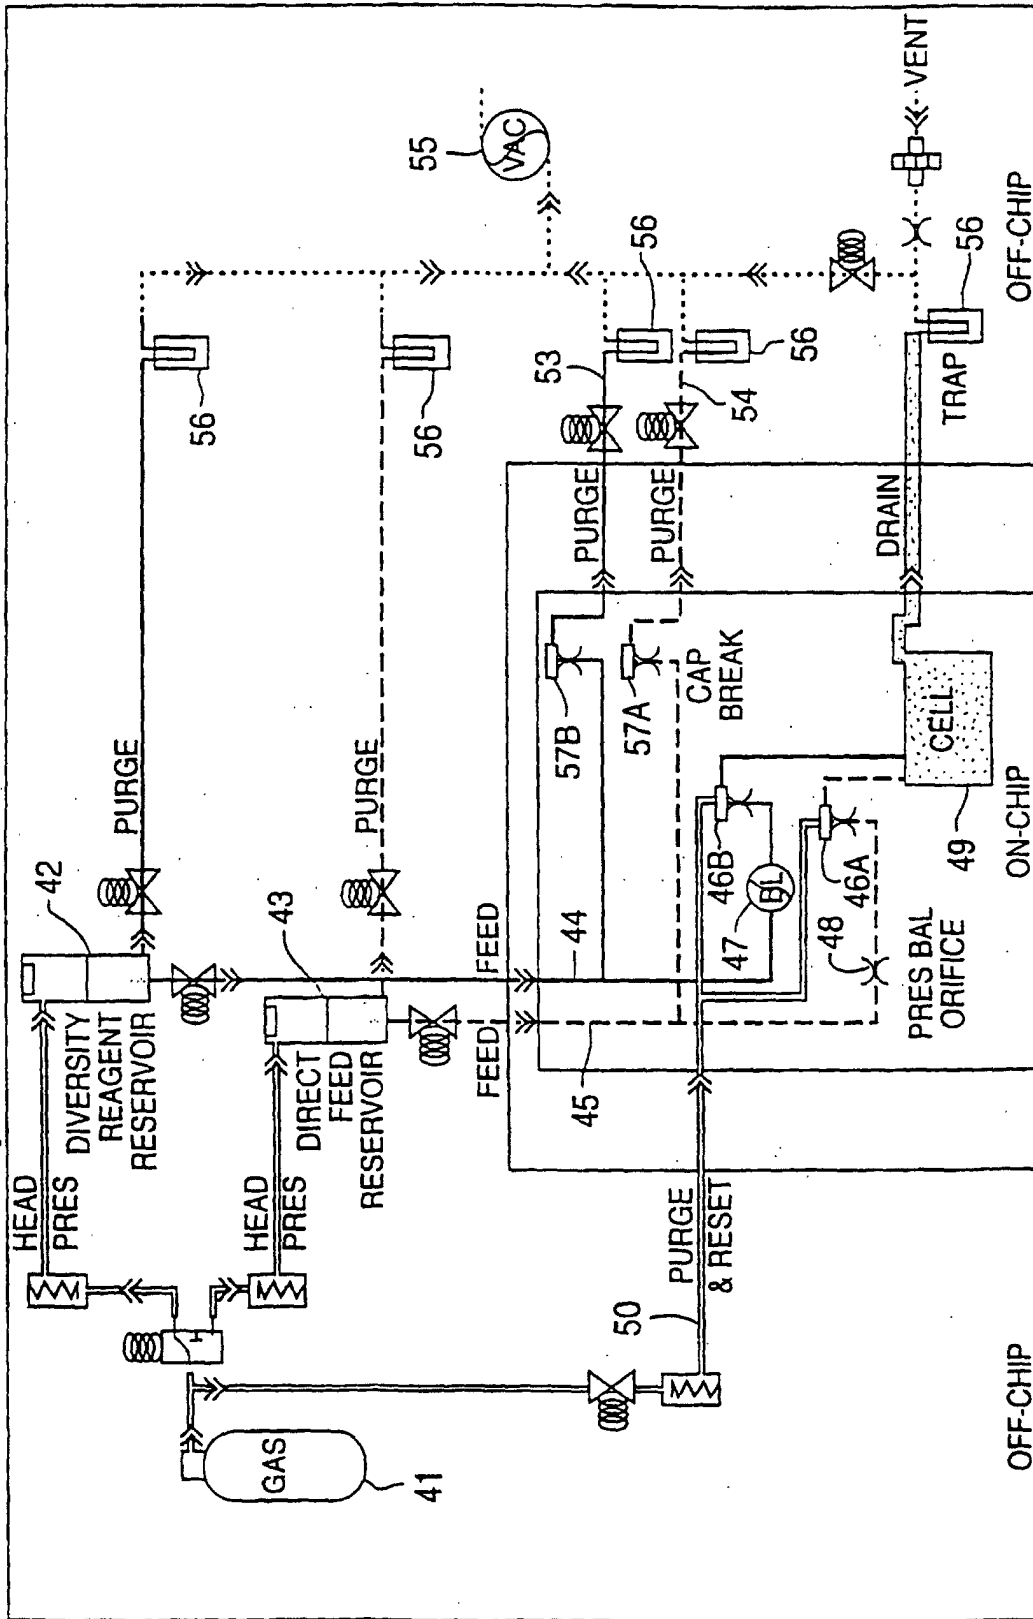 GAS
41
HEAD
PRES
HEAD
PRES
DIVERSITY
REAGENT
RESERVOIR
42
DIRECT
FEED
RESERVOIR
43
PURGE
PURGE
56
56
55
VAC
FEED
FEED
44
45
50
PURGE
& RESET
57B
57A
CAP
BREAK
46B
BL
47
46A
48
PRES BAL
ORIFICE
CELL
49
PURGE
PURGE
53
54
56
56
DRAIN
TRAP
56
VENT
OFF-CHIP
ON-CHIP
OFF-CHIP